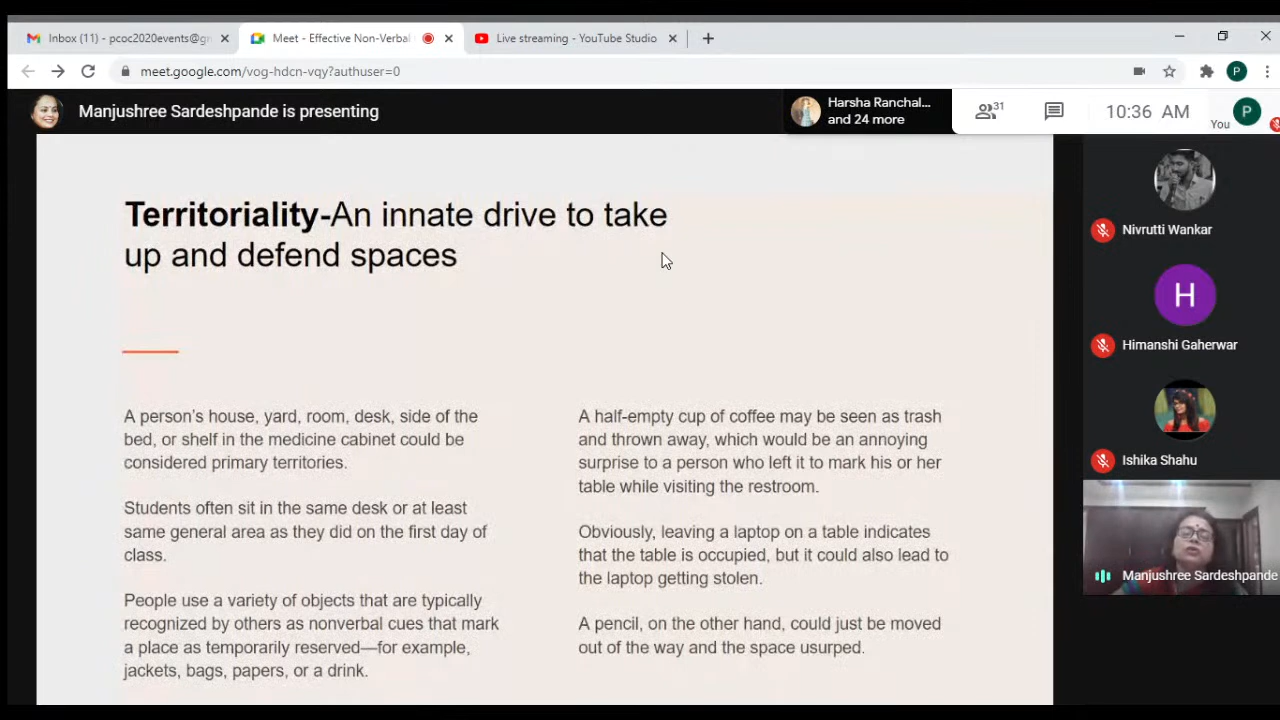 Inbox (11) - pcoc2020events@gm
Meet - Effective Non-Verbal
Live streaming - YouTube Studio
meet.google.com/vog-hdcn-vqy?authuser=0
P
Manjushree Sardeshpande is presenting
Harsha Ranchal...
and 24 more
31
10:36 AM
You
P
Territoriality-An innate drive to take
up and defend spaces
A person's house, yard, room, desk, side of the
bed, or shelf in the medicine cabinet could be
considered primary territories.
Students often sit in the same desk or at least
same general area as they did on the first day of
class.
People use a variety of objects that are typically
recognized by others as nonverbal cues that mark
a place as temporarily reserved—for example,
jackets, bags, papers, or a drink.
A half-empty cup of coffee may be seen as trash
and thrown away, which would be an annoying
surprise to a person who left it to mark his or her
table while visiting the restroom.
Obviously, leaving a laptop on a table indicates
that the table is occupied, but it could also lead to
the laptop getting stolen.
A pencil, on the other hand, could just be moved
out of the way and the space usurped.
Nivrutti Wankar
H
Himanshi Gaherwar
Ishika Shahu
Manjushree Sardeshpande